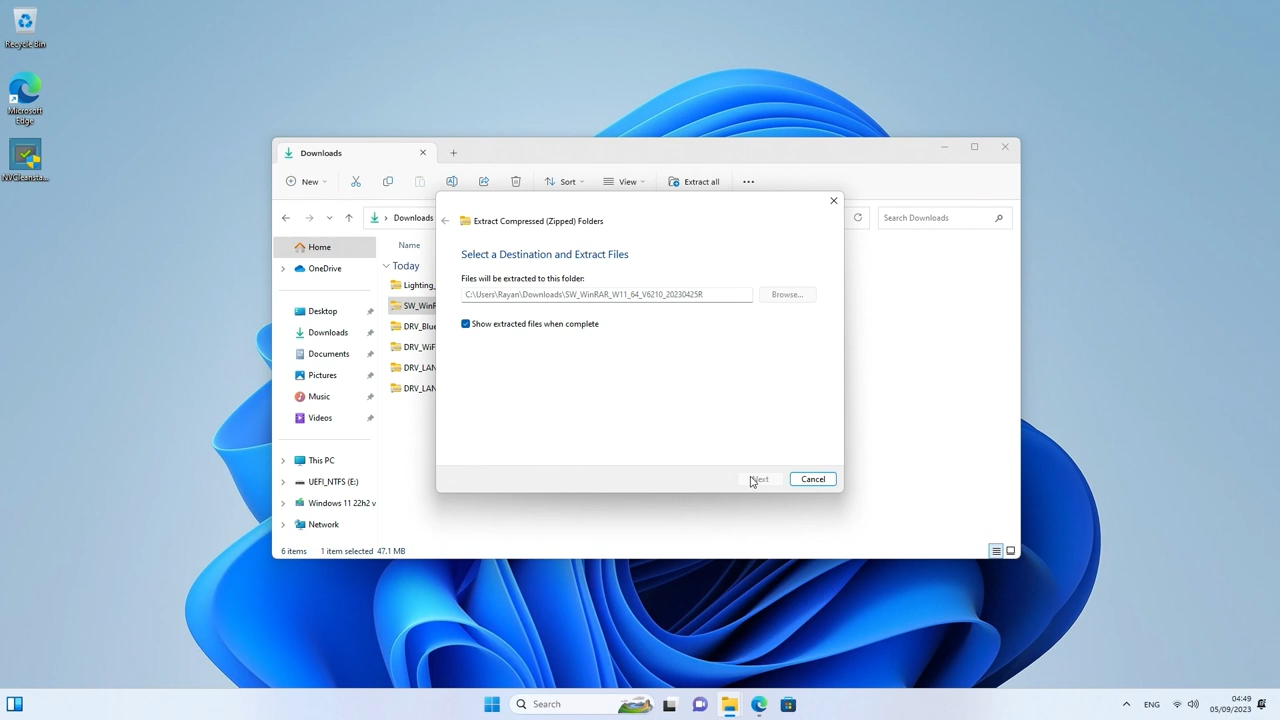 Recycle Bin
Microsoft
Edge
NVCleansta...
Downloads
New
Sort
View
Extract all
Downloads
Search Downloads
Home
OneDrive
Desktop
Downloads
Documents
Pictures
Music
Videos
This PC
UEFI_NTFS (E:)
Windows 11 22h2 v
Network
Name
Today
Lighting_
SW_WinR
DRV_Blue
DRV_WiF
DRV_LAN
DRV_LAN
6 items 1 item selected 47.1 MB
Extract Compressed (Zipped) Folders
Select a Destination and Extract Files
Files will be extracted to this folder:
C:\Users\Rayan\Downloads\SW_WinRAR_W11_64_V6210_20230425R
Browse...
Show extracted files when complete
Next
Cancel
Search
ENG
04:49
05/09/2023